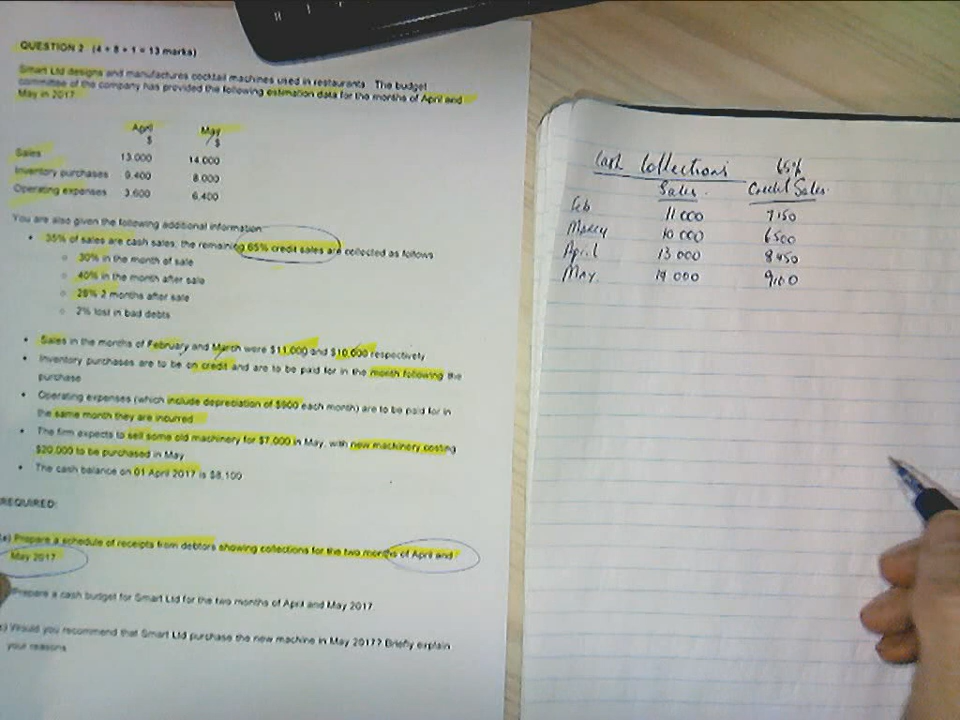 QUESTION 2 (4 + 8 + 1 = 13 marks)
Smart Ltd designs and manufactures cocktail machines used in restaurants. The budget
committee of the company has provided the following estimation data for the months of April and
May in 2017.
April May
$ $
Sales 13,000 14,000
Inventory purchases 9,400 8,000
Operating expenses 3,600 6,400
You are also given the following additional information:
• 35% of sales are cash sales; the remaining 65% credit sales are collected as follows
○ 30% in the month of sale
○ 40% in the month after sale
○ 28% 2 months after sale
○ 2% lost in bad debts
• Sales in the months of February and March were $11,000 and $10,000 respectively
• Inventory purchases are to be on credit and are to be paid for in the month following the
purchase
• Operating expenses (which include depreciation of $900 each month) are to be paid for in
the same month they are incurred
• The firm expects to sell some old machinery for $7,000 in May, with new machinery costing
$20,000 to be purchased in May
• The cash balance on 01 April 2017 is $8,100
REQUIRED:
a) Prepare a schedule of receipts from debtors showing collections for the two months of April and
May 2017.
Prepare a cash budget for Smart Ltd for the two months of April and May 2017.
c) Would you recommend that Smart Ltd purchase the new machine in May 2017? Briefly explain
your reasons
Cash Collections 65%
Sales. Credit Sales.
Feb 11 000 7150
March 10 000 6500
April 13 000 8450
May. 14 000 9100